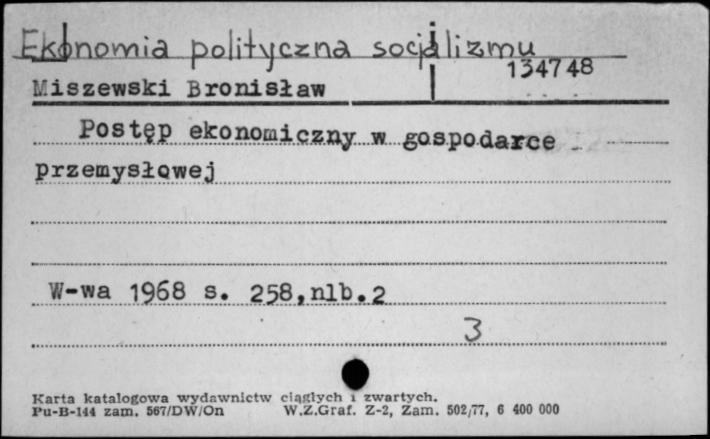 Ekonomia polityczna socjalizmu
134748
Miszewski Bronisław
Postęp ekonomiczny w gospodarce
przemysłowej
W-wa 1968 s. 258,nlb.2
3
Karta katalogowa wydawnictw ciągłych i zwartych.
Pu-B-144 zam. 567/DW/On W.Z.Graf. Z-2, Zam. 502/77, 6 400 000